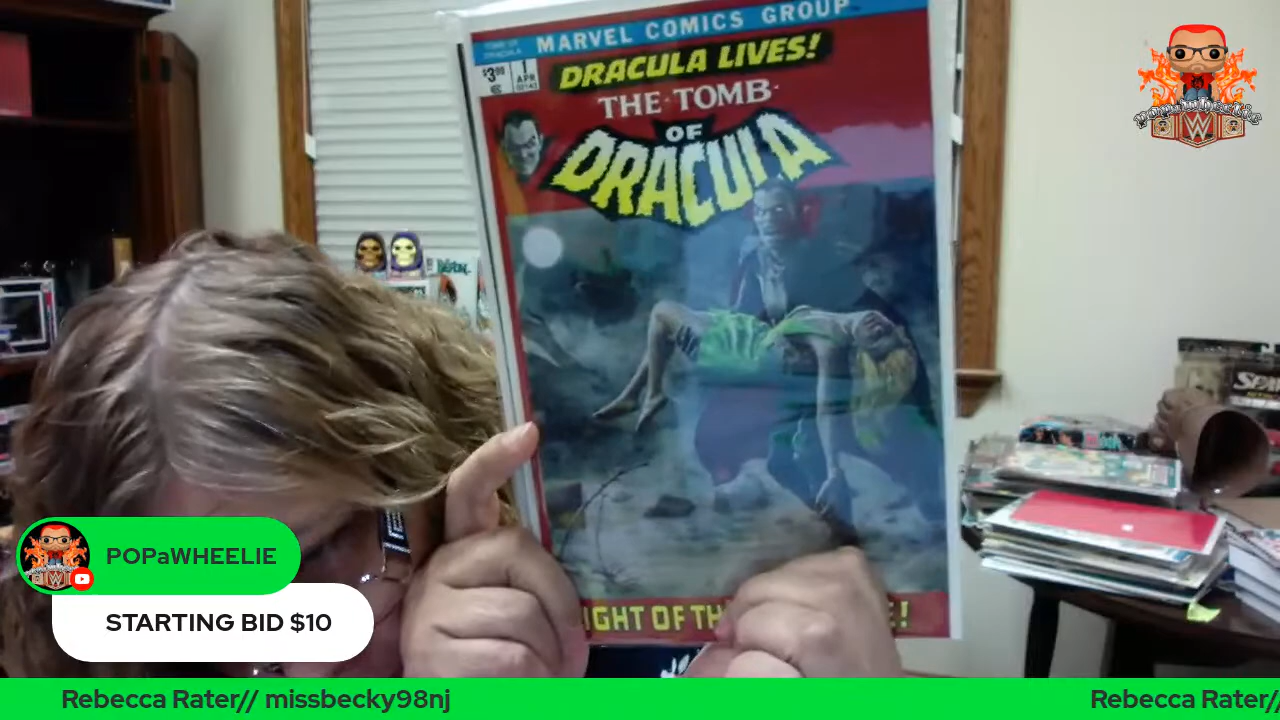 MARVEL COMICS GROUP
DRACULA LIVES!
$3.99
1
APR
THE TOMB
OF
DRACULA
IGHT OF TH E!
SPAWN
W
POPaWHEELIE
STARTING BID $10
Rebecca Rater// missbecky98nj
Rebecca Rater//